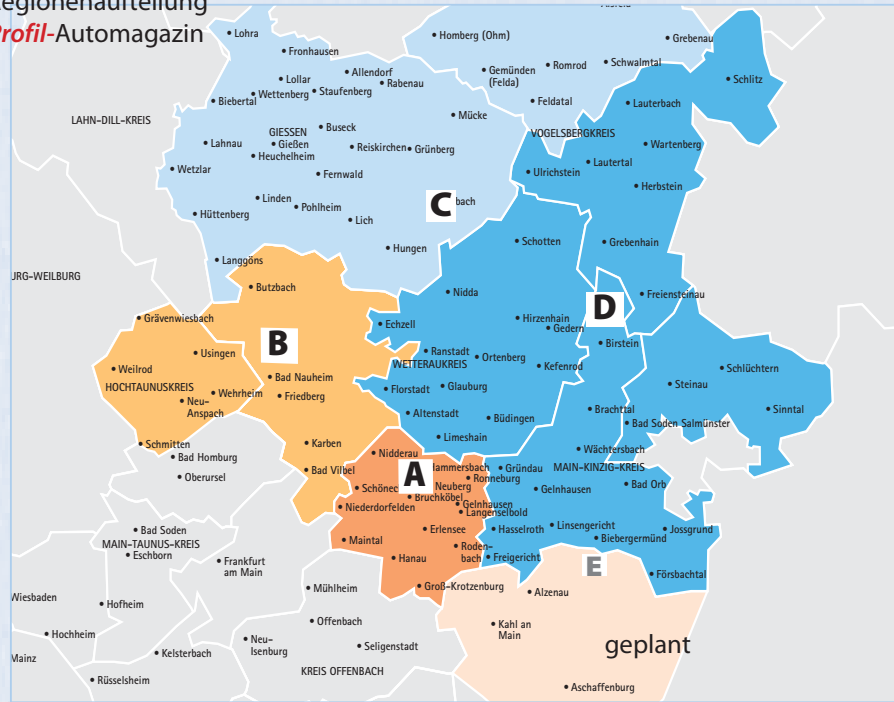 Regionenaufteilung
Profil-Automagazin
Lohra
Homberg (Ohm)
Grebenau
Fronhausen
Schwalmtal
Romrod
Gemünden
(Felda)
Allendorf
Rabenau
Lollar
Staufenberg
Wettenberg
Biebertal
Schlitz
Feldatal
Lauterbach
Mücke
LAHN-DILL-KREIS
Buseck
GIESSEN
Gießen
VOGELSBERGKREIS
Lahnau
Reiskirchen
Grünberg
Wartenberg
Heuchelheim
Lautertal
Wetzlar
Fernwald
Ulrichstein
Herbstein
Linden
Pohlheim
C
bach
Hüttenberg
Lich
Schotten
Grebenhain
Hungen
Langgöns
URG-WEILBURG
Butzbach
Nidda
Freiensteinau
D
Grävenwiesbach
Echzell
Hirzenhain
Gedern
B
Birstein
Usingen
Ranstadt
Ortenberg
WETTERAUKREIS
Kefenrod
Weilrod
Schlüchtern
HOCHTAUNUSKREIS
Bad Nauheim
Steinau
Florstadt
Glauburg
Wehrheim
Friedberg
Neu-
Anspach
Altenstadt
Brachttal
Sinntal
Büdingen
Bad Soden Salmünster
Limeshain
Schmitten
Karben
Nidderau
Wächtersbach
Bad Homburg
Bad Vilbel
A
ammersbach
Gründau
MAIN-KINZIG-KREIS
Oberursel
Ronneburg
Schönec
Neuberg
Gelnhausen
Bad Orb
Bruchköbel
Niederdorfelden
Gelnhausen
Langenselbold
Bad Soden
Erlensee
Hasselroth
Linsengericht
Jossgrund
Maintal
Biebergermünd
MAIN-TAUNUS-KREIS
Eschborn
Roden-
bach
Freigericht
Hanau
Frankfurt
am Main
E
Försbachtal
Mühlheim
Groß-Krotzenburg
Alzenau
Wiesbaden
Hofheim
Offenbach
Kahl an
Main
Hochheim
Neu-
Isenburg
Seligenstadt
geplant
Mainz
Kelsterbach
KREIS OFFENBACH
Rüsselsheim
Aschaffenburg